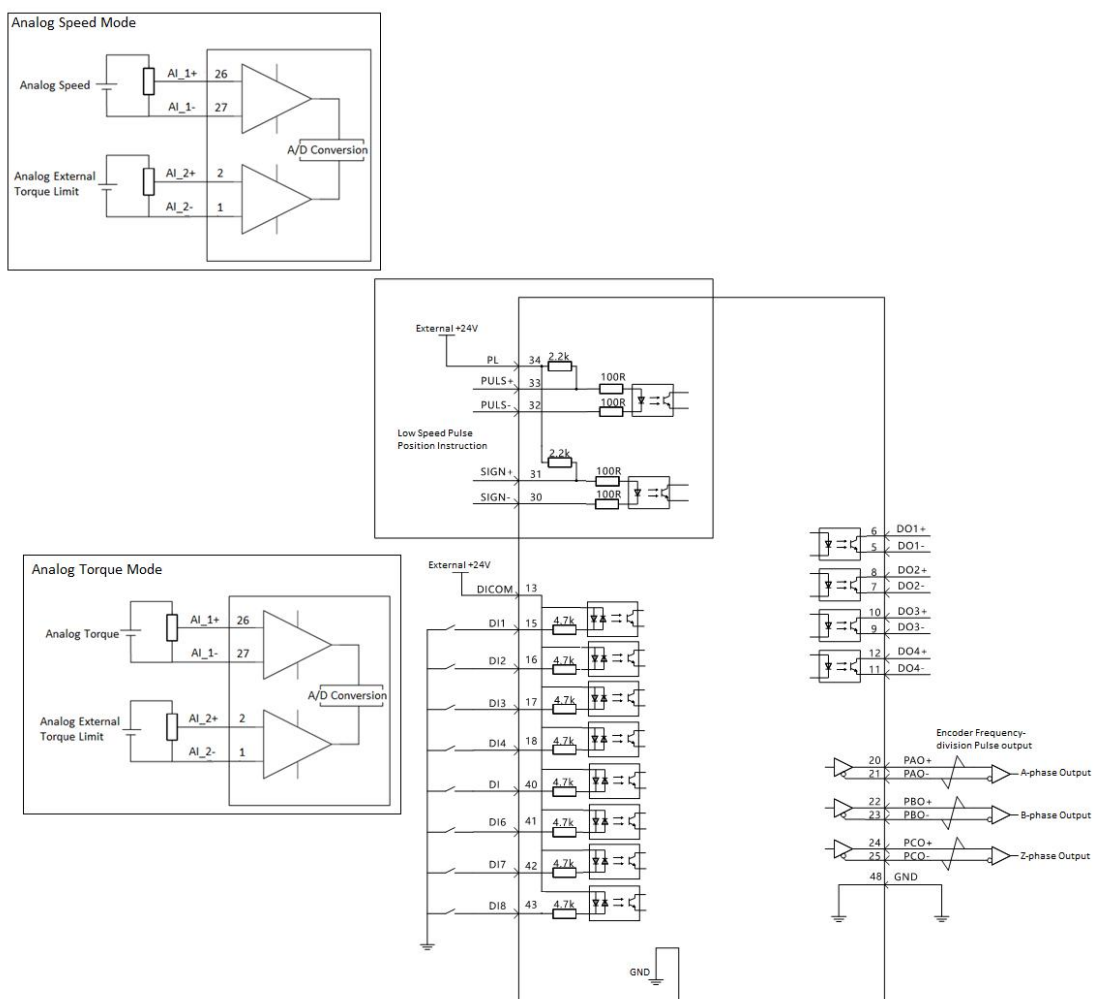 Analog Speed Mode
Analog Speed
AI_1+ 26
AI_1- 27
A/D Conversion
Analog External
Torque Limit
AI_2+ 2
AI_2- 1
External +24V
PL 34 2.2k
PULS+ 33 100R
PULS- 32 100R
Low Speed Pulse
Position Instruction
2.2k
SIGN+ 31 100R
SIGN- 30 100R
Analog Torque Mode
Analog Torque
AI_1+ 26
AI_1- 27
A/D Conversion
Analog External
Torque Limit
AI_2+ 2
AI_2- 1
External +24V
DICOM 13
DI1 15 4.7k
DI2 16 4.7k
DI3 17 4.7k
DI4 18 4.7k
DI 40 4.7k
DI6 41 4.7k
DI7 42 4.7k
DI8 43 4.7k
GND
6 DO1+
5 DO1-
8 DO2+
7 DO2-
10 DO3+
9 DO3-
12 DO4+
11 DO4-
Encoder Frequency-
division Pulse output
20 PAO+
21 PAO-
A-phase Output
22 PBO+
23 PBO-
B-phase Output
24 PCO+
25 PCO-
Z-phase Output
48 GND